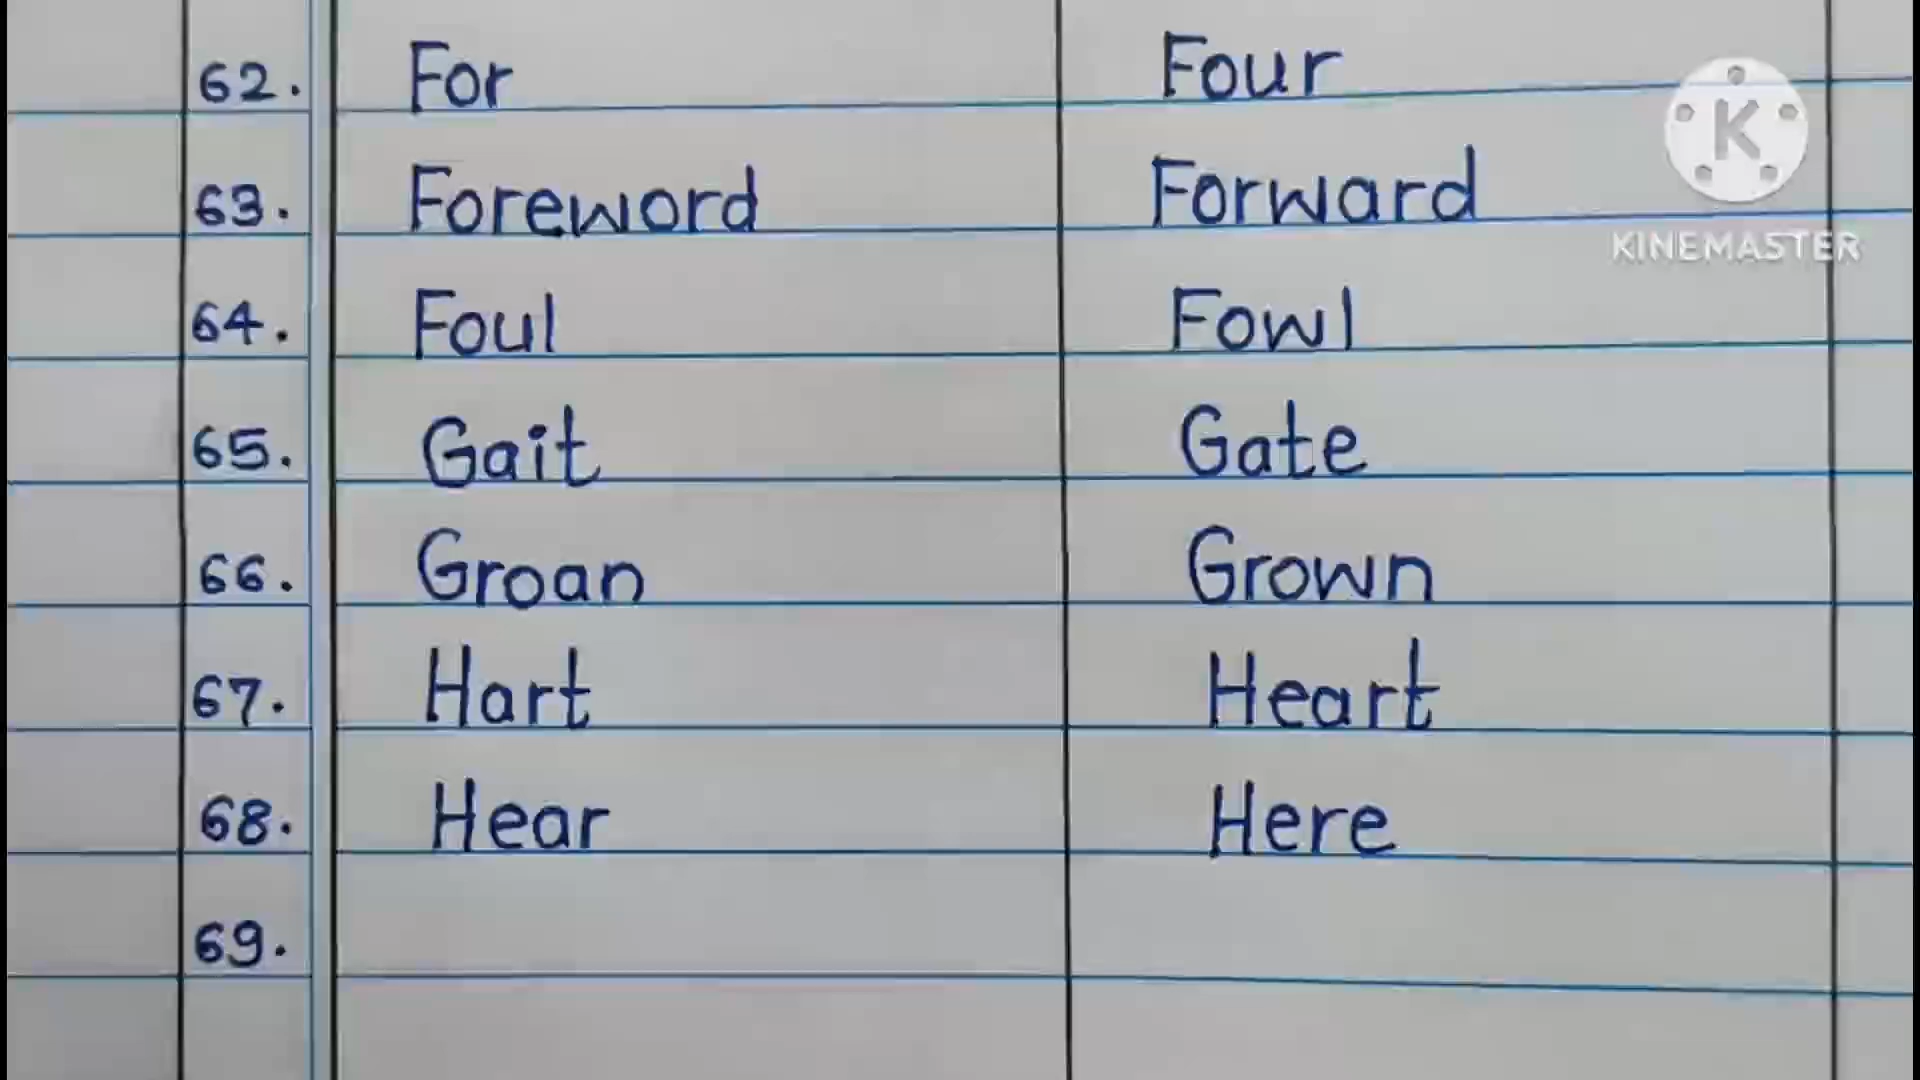 62. For Four
63. Foreword Forward
KINEMASTER
64. Foul Fowl
65. Gait Gate
66. Groan Grown
67. Hart Heart
68. Hear Here
69.